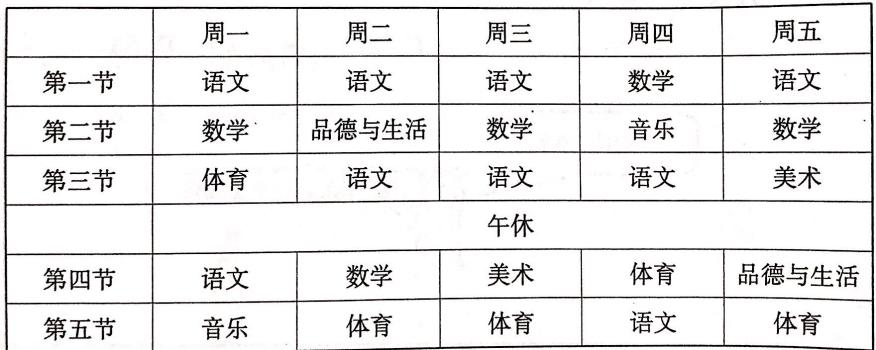 周一 周二 周三 周四 周五
第一节 语文 语文 语文 数学 语文
第二节 数学 品德与生活 数学 音乐 数学
第三节 体育 语文 语文 语文 美术
午休
第四节 语文 数学 美术 体育 品德与生活
第五节 音乐 体育 体育 语文 体育